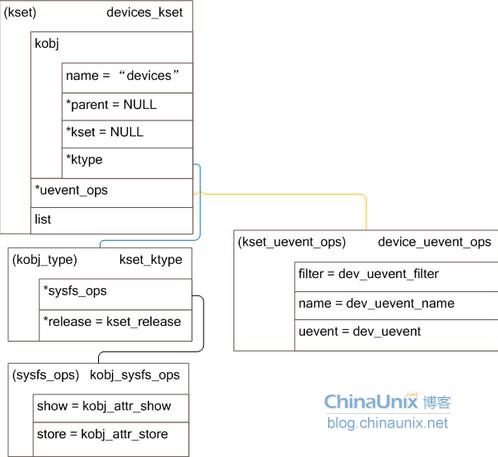 (kset) devices_kset
kobj
name = “devices”
*parent = NULL
*kset = NULL
*ktype
*uevent_ops
list
(kset_uevent_ops) device_uevent_ops
filter = dev_uevent_filter
name = dev_uevent_name
uevent = dev_uevent
(kobj_type) kset_ktype
*sysfs_ops
*release = kset_release
(sysfs_ops) kobj_sysfs_ops
show = kobj_attr_show
store = kobj_attr_store
net
ChinaUnix 博客
blog.chinaunix.net